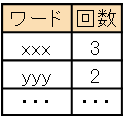 ワード 回数
xxx 3
yyy 2
・・・ ・・・